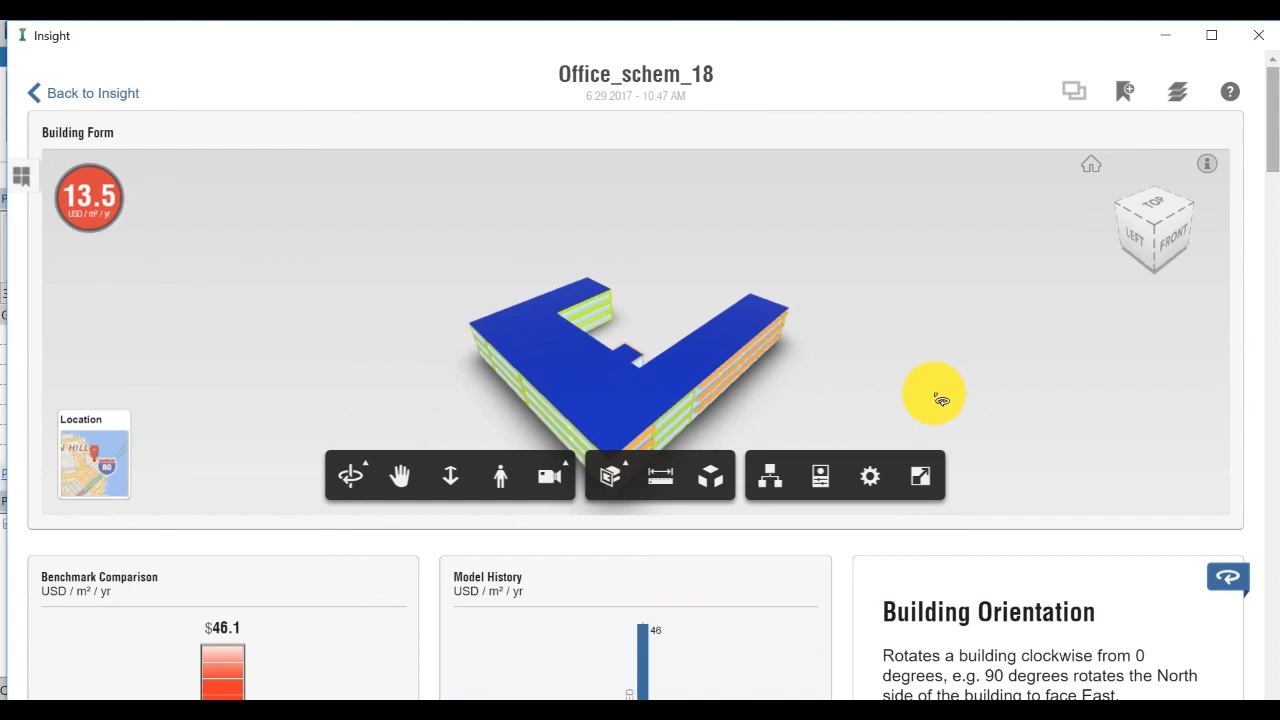 Insight
Office_schem_18
6.29.2017 - 10.47 AM
Back to Insight
Building Form
13.5
USD / m² / yr
TOP
LEFT
FRONT
Location
N HILL
80
Benchmark Comparison
USD / m² / yr
$46.1
Model History
USD / m² / yr
46
Building Orientation
Rotates a building clockwise from 0
degrees, e.g. 90 degrees rotates the North
side of the building to face East.